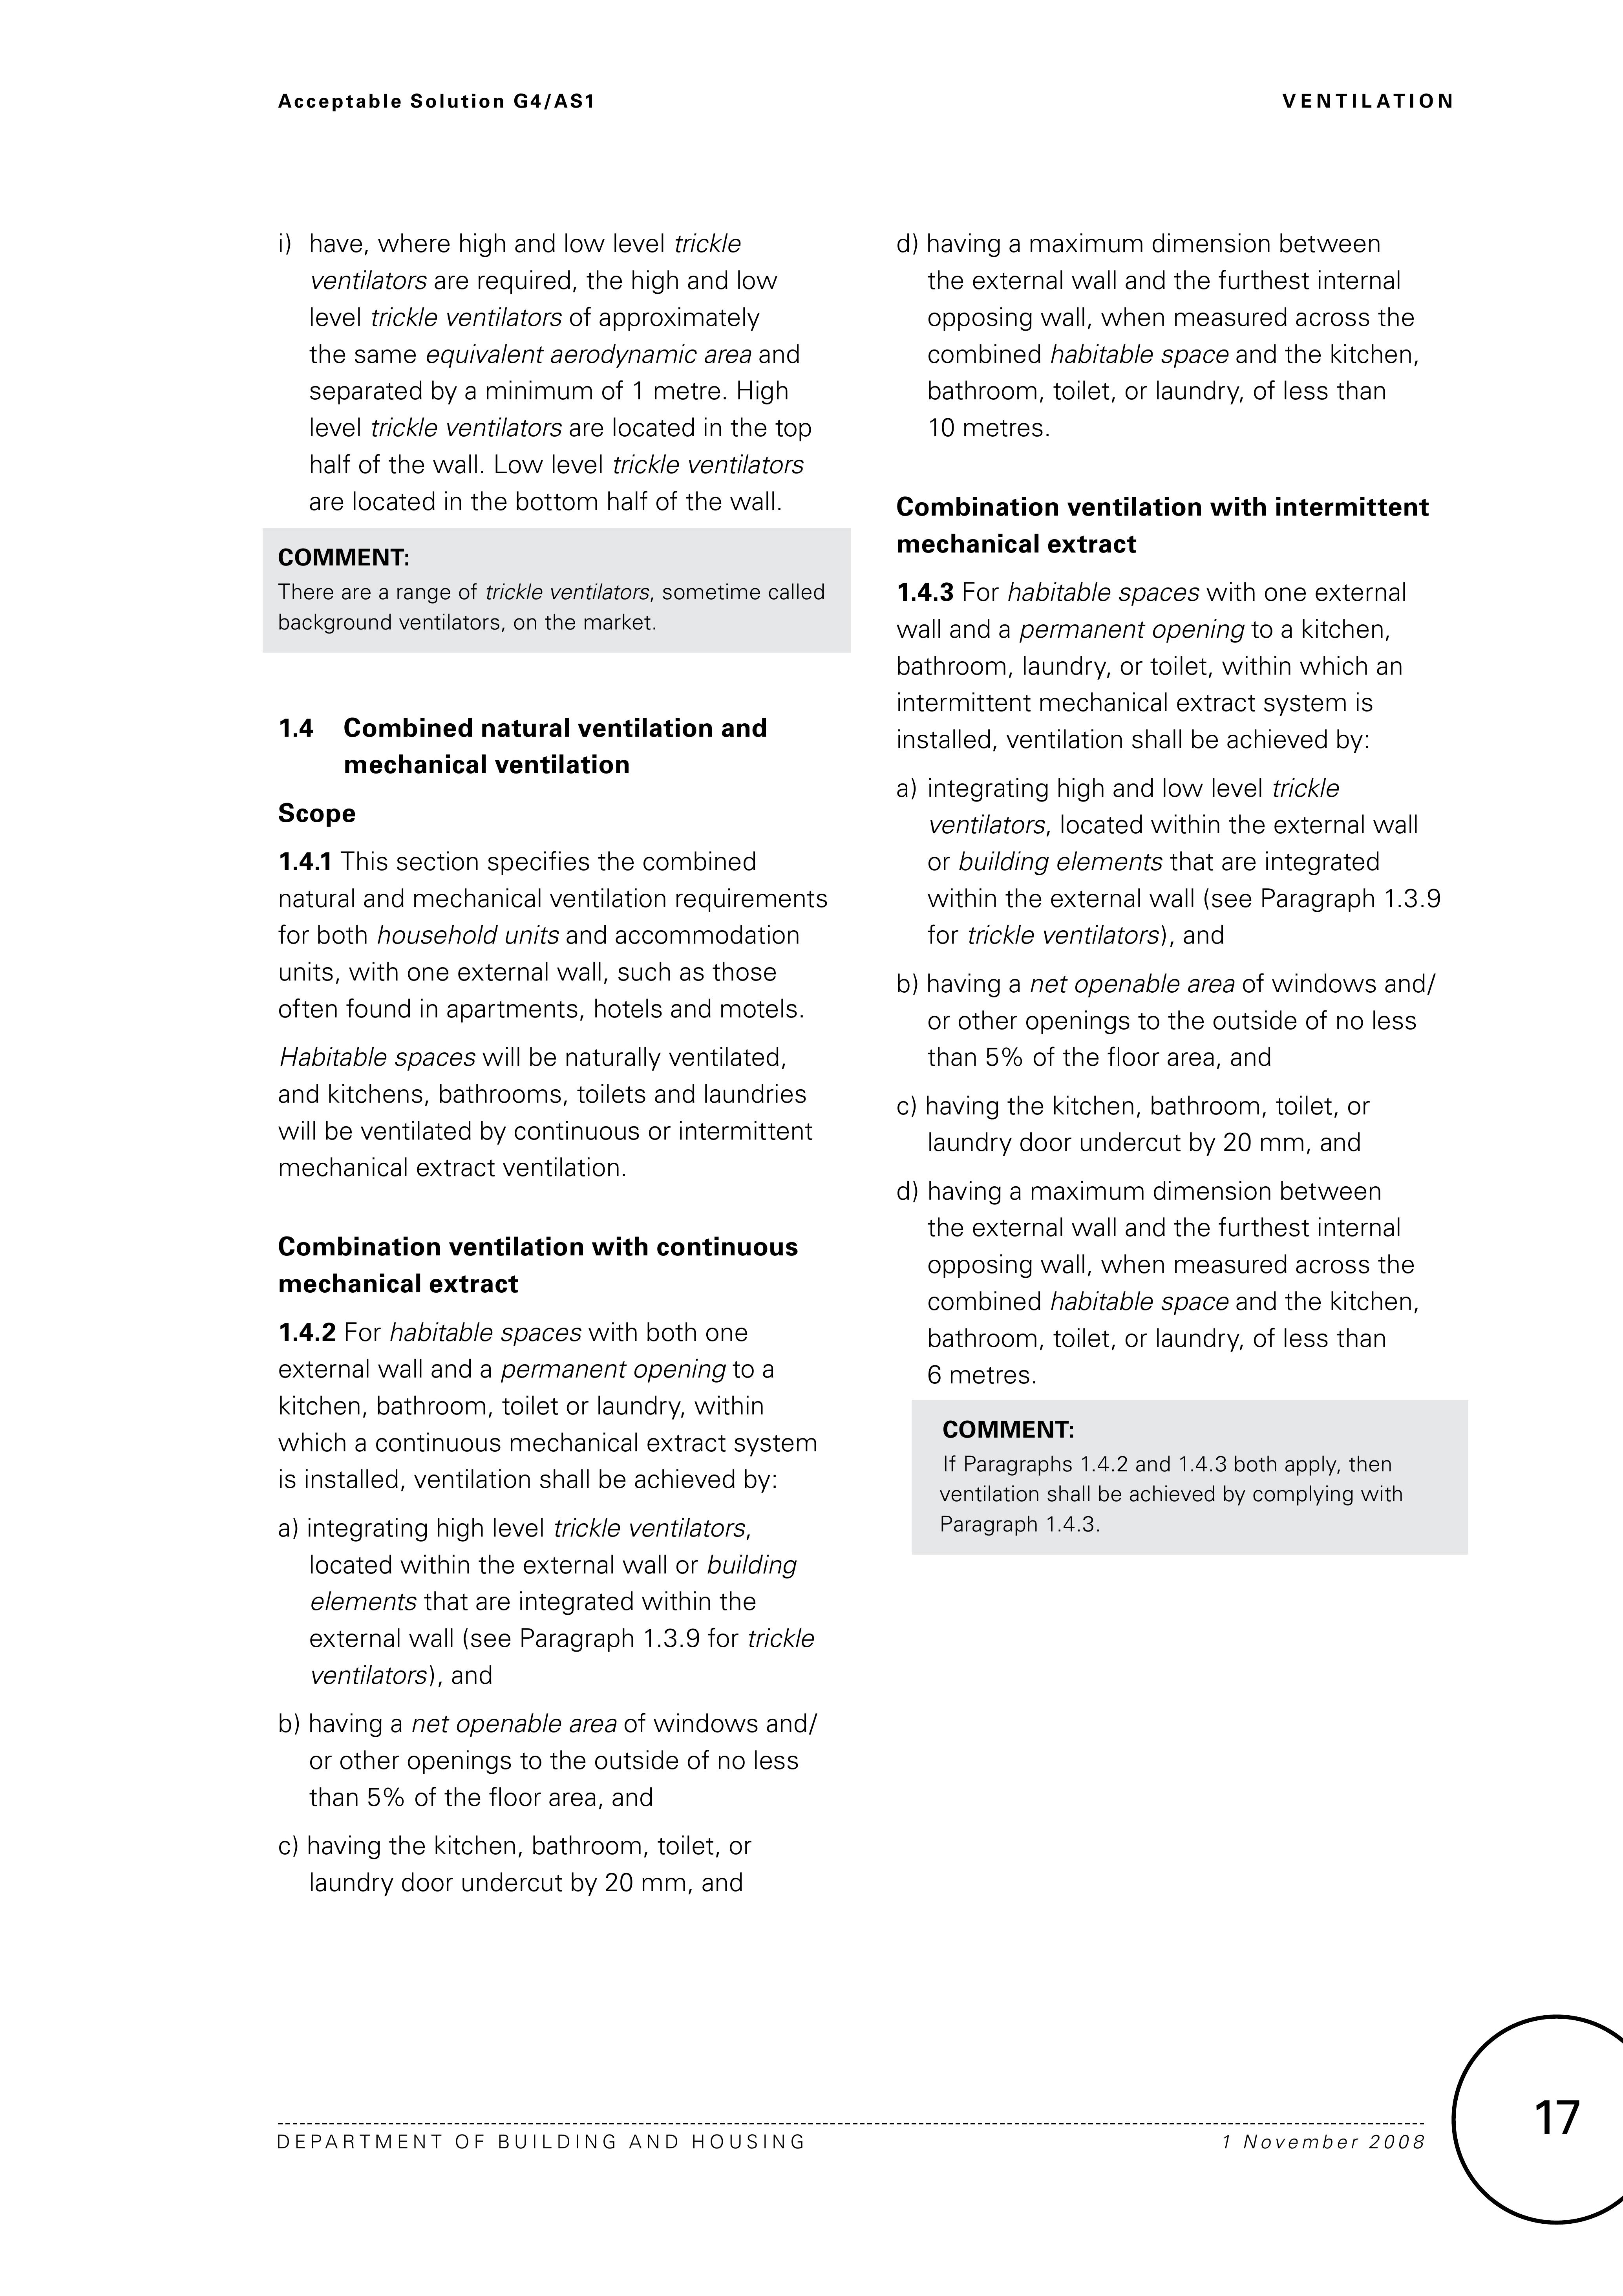 Acceptable Solution G4/AS1
VENTILATION
i) have, where high and low level trickle
ventilators are required, the high and low
level trickle ventilators of approximately
the same equivalent aerodynamic area and
separated by a minimum of 1 metre. High
level trickle ventilators are located in the top
half of the wall. Low level trickle ventilators
are located in the bottom half of the wall.
COMMENT:
There are a range of trickle ventilators, sometime called
background ventilators, on the market.
1.4 Combined natural ventilation and
mechanical ventilation
Scope
1.4.1 This section specifies the combined
natural and mechanical ventilation requirements
for both household units and accommodation
units, with one external wall, such as those
often found in apartments, hotels and motels.
Habitable spaces will be naturally ventilated,
and kitchens, bathrooms, toilets and laundries
will be ventilated by continuous or intermittent
mechanical extract ventilation.
Combination ventilation with continuous
mechanical extract
1.4.2 For habitable spaces with both one
external wall and a permanent opening to a
kitchen, bathroom, toilet or laundry, within
which a continuous mechanical extract system
is installed, ventilation shall be achieved by:
a) integrating high level trickle ventilators,
located within the external wall or building
elements that are integrated within the
external wall (see Paragraph 1.3.9 for trickle
ventilators), and
b) having a net openable area of windows and/
or other openings to the outside of no less
than 5% of the floor area, and
c) having the kitchen, bathroom, toilet, or
laundry door undercut by 20 mm, and
d) having a maximum dimension between
the external wall and the furthest internal
opposing wall, when measured across the
combined habitable space and the kitchen,
bathroom, toilet, or laundry, of less than
10 metres.
Combination ventilation with intermittent
mechanical extract
1.4.3 For habitable spaces with one external
wall and a permanent opening to a kitchen,
bathroom, laundry, or toilet, within which an
intermittent mechanical extract system is
installed, ventilation shall be achieved by:
a) integrating high and low level trickle
ventilators, located within the external wall
or building elements that are integrated
within the external wall (see Paragraph 1.3.9
for trickle ventilators), and
b) having a net openable area of windows and/
or other openings to the outside of no less
than 5% of the floor area, and
c) having the kitchen, bathroom, toilet, or
laundry door undercut by 20 mm, and
d) having a maximum dimension between
the external wall and the furthest internal
opposing wall, when measured across the
combined habitable space and the kitchen,
bathroom, toilet, or laundry, of less than
6 metres.
COMMENT:
If Paragraphs 1.4.2 and 1.4.3 both apply, then
ventilation shall be achieved by complying with
Paragraph 1.4.3.
DEPARTMENT OF BUILDING AND HOUSING
1 November 2008
17